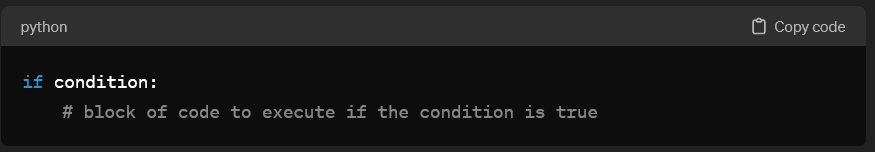 python
Copy code
if condition:
# block of code to execute if the condition is true